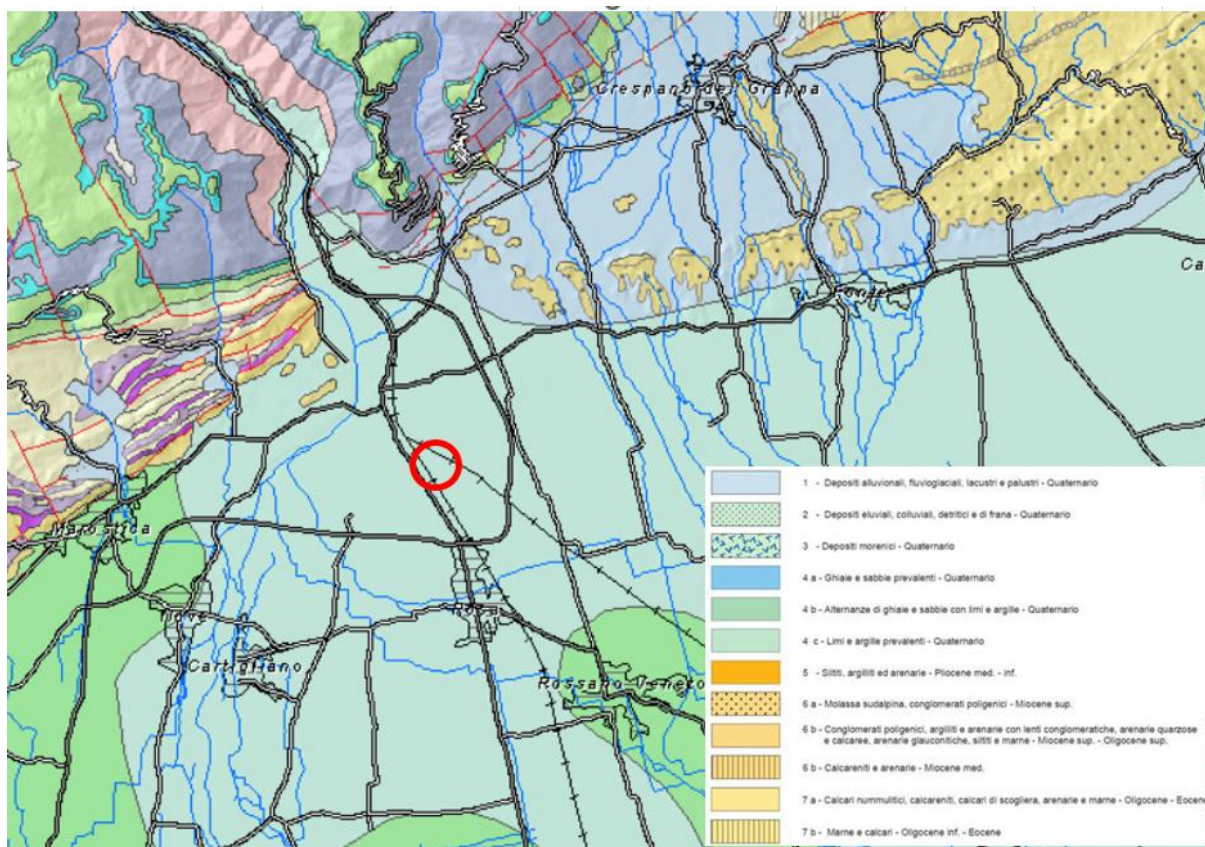 Crespano del Grappa
Ca
Fonte
Marostica
Nove
Rosà
Cartigliano
Rossano Veneto
1 - Depositi alluvionali, fluvioglaciali, lacustri e palustri - Quaternario
2 - Depositi eluviali, colluviali, detritici e di frana - Quaternario
3 - Depositi morenici - Quaternario
4 a - Ghiaie e sabbie prevalenti - Quaternario
4 b - Alternanze di ghiaie e sabbie con limi e argille - Quaternario
4 c - Limi e argille prevalenti - Quaternario
5 - Siltiti, argilliti ed arenarie - Pliocene med. - inf.
6 a - Molassa sudalpina, conglomerati poligenici - Miocene sup.
6 b - Conglomerati poligenici, argilliti e arenarie con lenti conglomeratiche, arenarie quarzose
e calcaree, arenarie glauconitiche, siltiti e marne - Miocene sup. - Oligocene sup.
6 b - Calcareniti e arenarie - Miocene med.
7 a - Calcari nummulitici, calcareniti, calcari di scogliera, arenarie e marne - Oligocene - Eocene
7 b - Marne e calcari - Oligocene inf. - Eocene